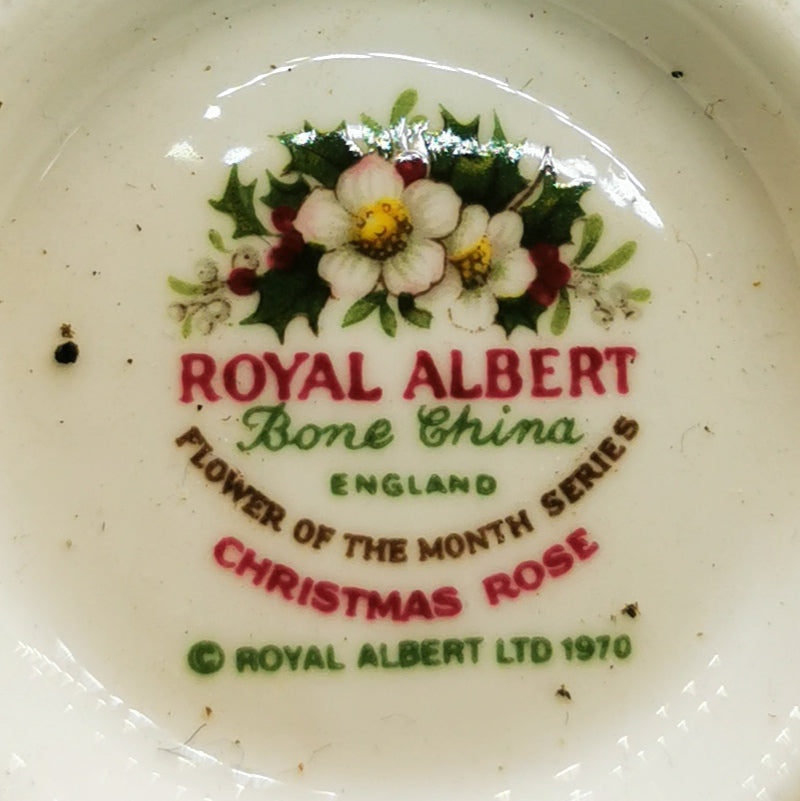 ROYAL ALBERT
Bone China
ENGLAND
FLOWER OF THE MONTH SERIES
CHRISTMAS ROSE
© ROYAL ALBERT LTD 1970